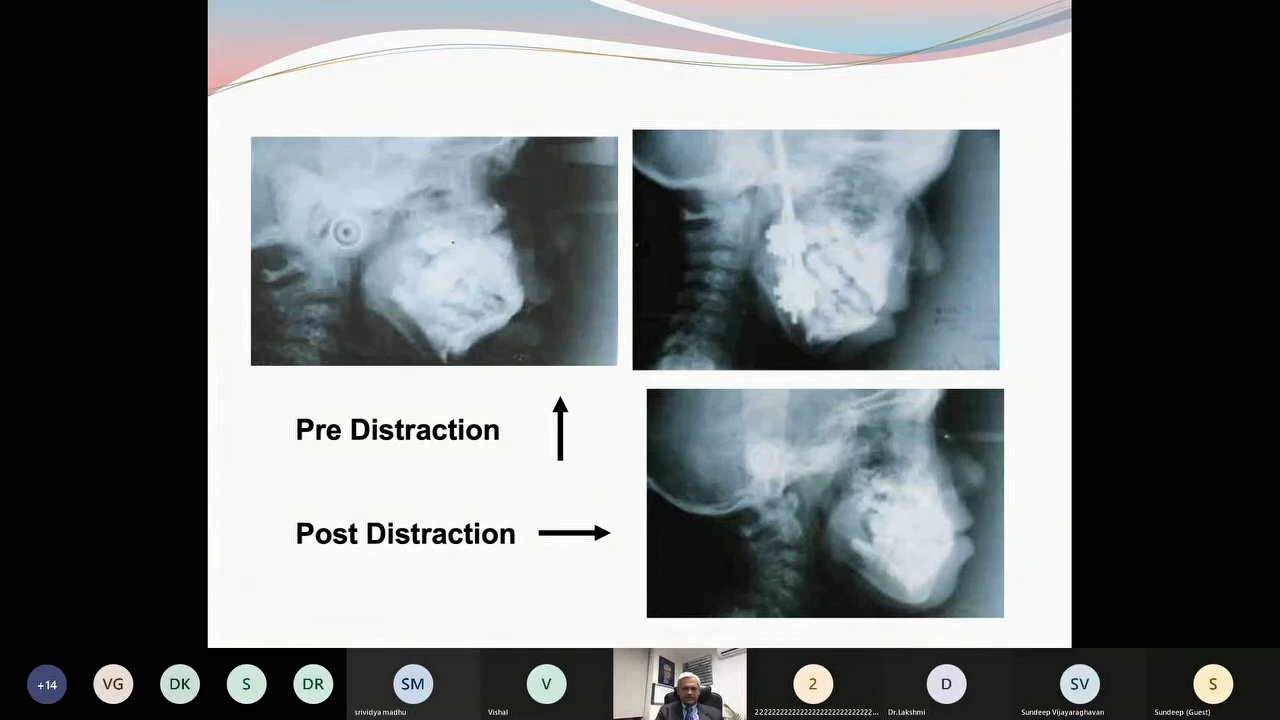 Pre Distraction
Post Distraction
+14
VG
DK
S
DR
SM
srividya madhu
V
Vishal
2
222222222222222222222222222...
D
Dr.Lakshmi
SV
Sundeep Vijayaraghavan
S
Sundeep (Guest)